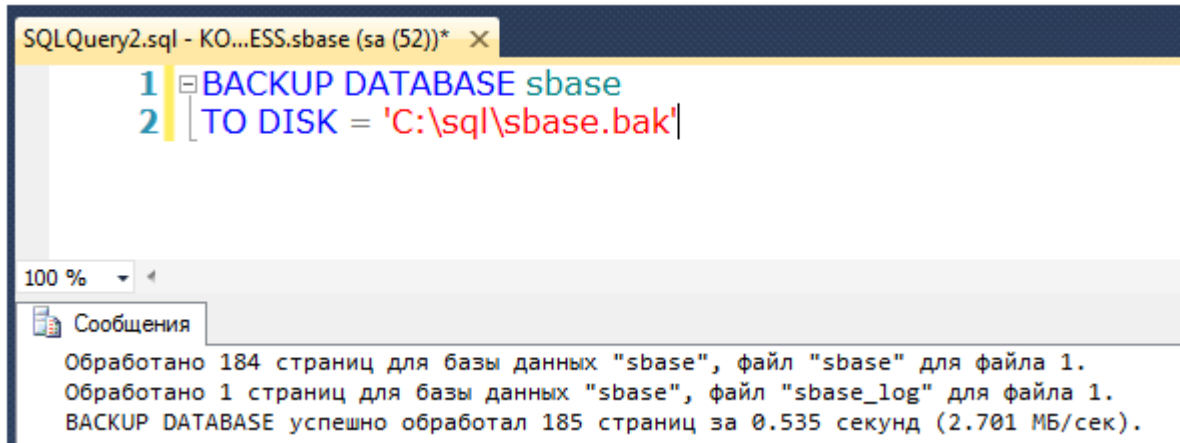 SQLQuery2.sql - KO...ESS.sbase (sa (52))*
1 BACKUP DATABASE sbase
2 TO DISK = 'C:\sql\sbase.bak'
100 %
Сообщения
Обработано 184 страниц для базы данных "sbase", файл "sbase" для файла 1.
Обработано 1 страниц для базы данных "sbase", файл "sbase_log" для файла 1.
BACKUP DATABASE успешно обработал 185 страниц за 0.535 секунд (2.701 МБ/сек).